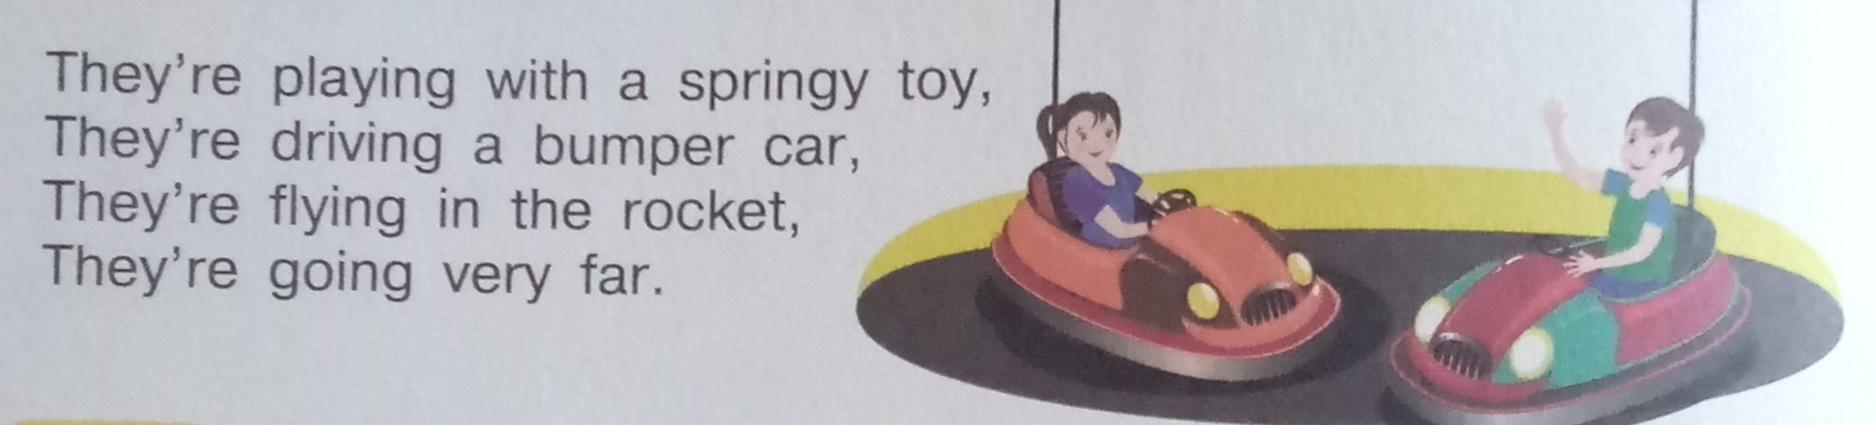 They're playing with a springy toy,
They're driving a bumper car,
They're flying in the rocket,
They're going very far.